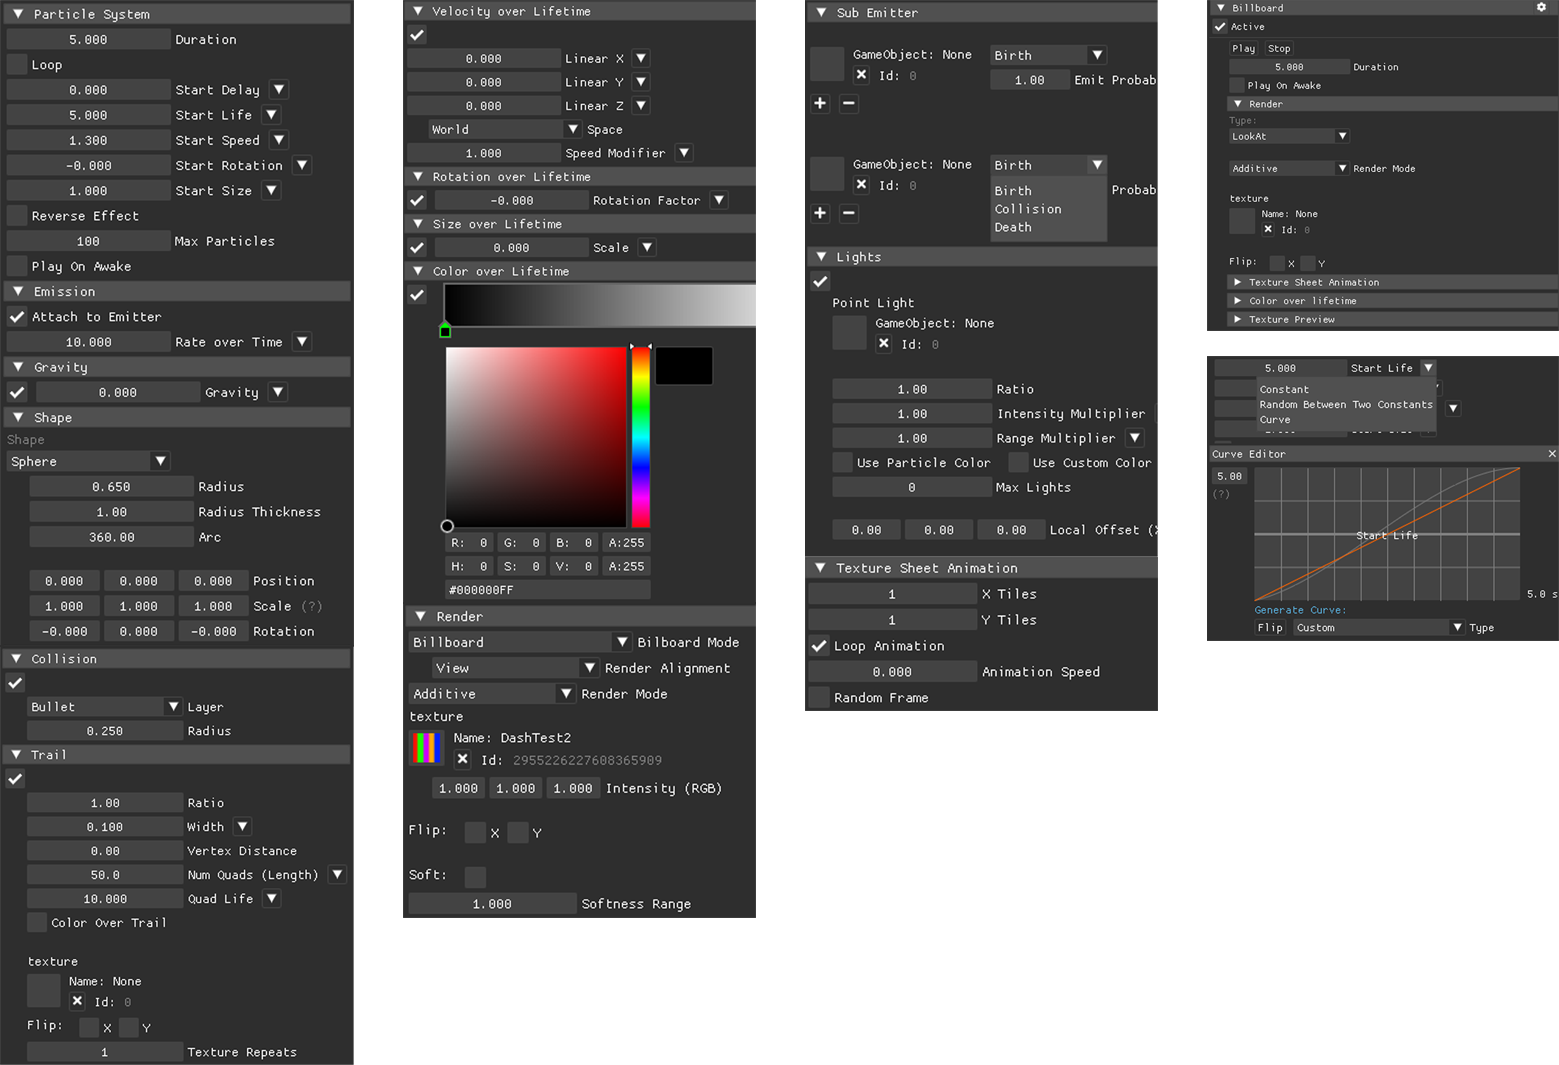 Particle System
5.000 Duration
Loop
0.000 Start Delay
5.000 Start Life
1.300 Start Speed
-0.000 Start Rotation
1.000 Start Size
Reverse Effect
100 Max Particles
Play On Awake
Emission
Attach to Emitter
10.000 Rate over Time
Gravity
0.000 Gravity
Shape
Shape
Sphere
0.650 Radius
1.00 Radius Thickness
360.00 Arc
0.000 0.000 0.000 Position
1.000 1.000 1.000 Scale (?)
-0.000 0.000 -0.000 Rotation
Collision
Bullet Layer
0.250 Radius
Trail
1.00 Ratio
0.100 Width
0.00 Vertex Distance
50.0 Num Quads (Length)
10.000 Quad Life
Color Over Trail
texture
Name: None
Id: 0
Flip: X Y
1 Texture Repeats
Velocity over Lifetime
0.000 Linear X
0.000 Linear Y
0.000 Linear Z
World Space
1.000 Speed Modifier
Rotation over Lifetime
-0.000 Rotation Factor
Size over Lifetime
0.000 Scale
Color over Lifetime
R: 0 G: 0 B: 0 A:255
H: 0 S: 0 V: 0 A:255
#000000FF
Render
Billboard Bilboard Mode
View Render Alignment
Additive Render Mode
texture
Name: DashTest2
Id: 2955226227608365909
1.000 1.000 1.000 Intensity (RGB)
Flip: X Y
Soft:
1.000 Softness Range
Sub Emitter
GameObject: None Birth
Id: 0 1.00 Emit Probab
+ -
GameObject: None Birth
Id: 0 Birth Probab
Collision
+ -
Death
Lights
Point Light
GameObject: None
Id: 0
1.00 Ratio
1.00 Intensity Multiplier
1.00 Range Multiplier
Use Particle Color Use Custom Color
0 Max Lights
0.00 0.00 0.00 Local Offset (
Texture Sheet Animation
1 X Tiles
1 Y Tiles
Loop Animation
0.000 Animation Speed
Random Frame
Billboard
Active
Play Stop
5.000 Duration
Play On Awake
Render
Type:
LookAt
Additive Render Mode
texture
Name: None
Id: 0
Flip: X Y
Texture Sheet Animation
Color over lifetime
Texture Preview
5.000 Start Life
Constant
Random Between Two Constants
Curve
Curve Editor
5.00
(?)
Start Life
5.0 s
Generate Curve:
Flip Custom Type